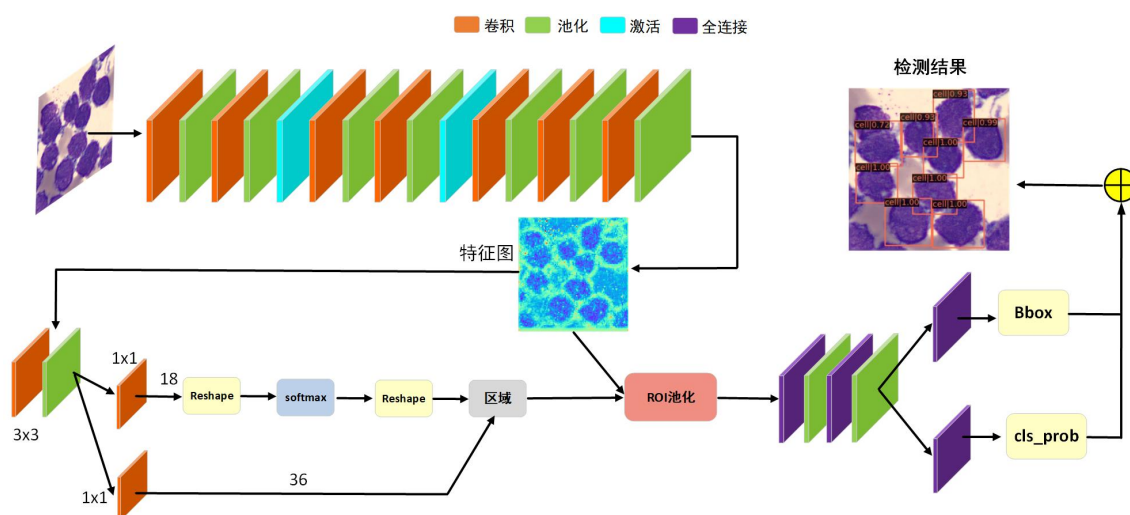 卷积 池化 激活 全连接
检测结果
cell|0.93
cell|0.93
cell|0.72
cell|0.99
cell|1.00
cell|1.00
cell|1.00
cell|1.00
cell|1.00
特征图
Bbox
1x1
18
Reshape
softmax
Reshape
区域
ROI池化
3x3
cls_prob
1x1
36